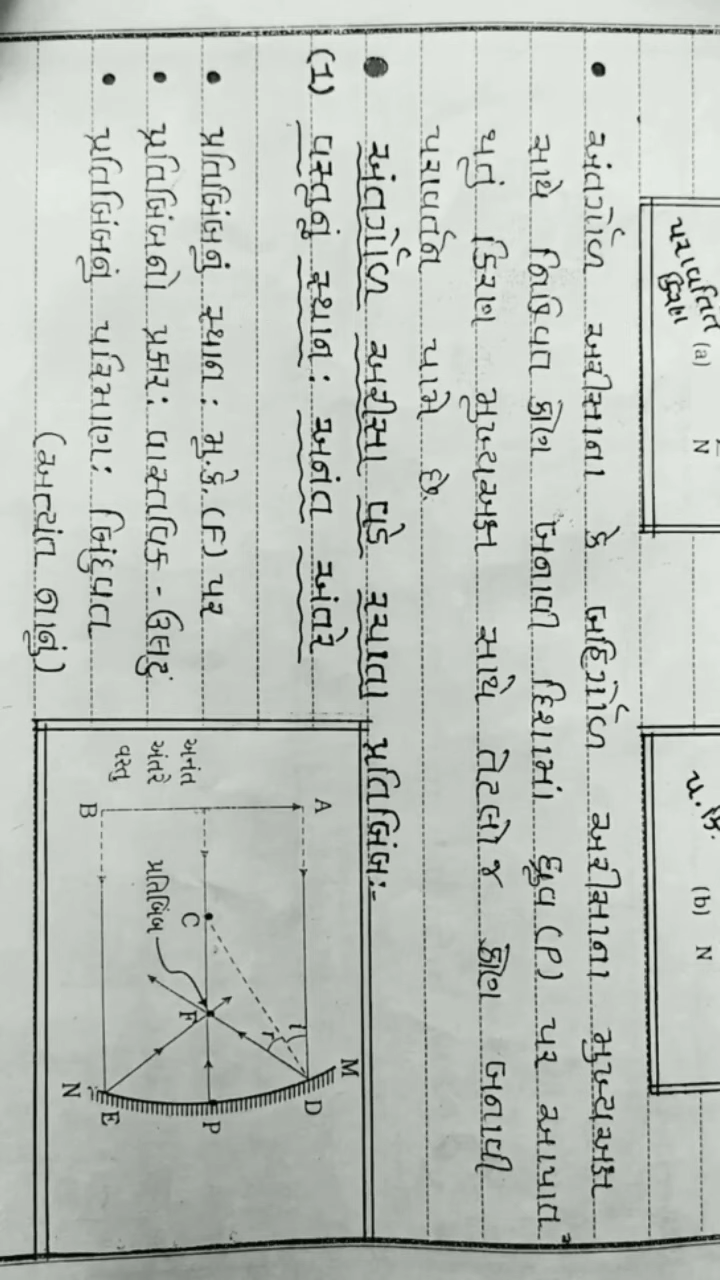 પરાવર્તિત
કિરણ
(a)
N
પ. કિ.
(b) N
• અંતર્ગોળ અરીસાના કે બહિર્ગોળ અરીસાના મુખ્યઅક્ષ
સાથે નિશ્ચિત કોણ બનાવી દિશામાં ધ્રુવ (P) પર આપાત
થતું કિરણ મુખ્યઅક્ષ સાથે તેટલો જ કોણ બનાવી
પરાવર્તન પામે છે.
• અંતર્ગોળ અરીસા વડે રચાતા પ્રતિબિંબ:-
(1) વસ્તુનું સ્થાન: અનંત અંતરે
• પ્રતિબિંબનું સ્થાન: મુ.કે. (F) પર
• પ્રતિબિંબનો પ્રકાર: વાસ્તવિક - ઉલટું
• પ્રતિબિંબનું પરિમાણ: બિંદુવત
(અત્યંત નાનું)
A
M
D
i
r
C
F
P
પ્રતિબિંબ
અનંત
અંતરે
વસ્તુ
B
E
N